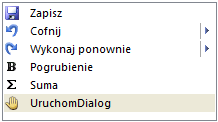 Zapisz
Cofnij
Wykonaj ponownie
B Pogrubienie
Σ Suma
UruchomDialog